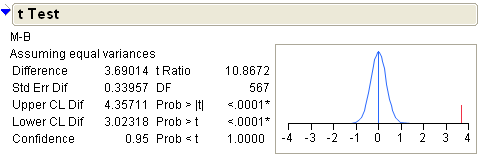 t Test
M-B
Assuming equal variances
Difference 3.69014 t Ratio 10.8672
Std Err Dif 0.33957 DF 567
Upper CL Dif 4.35711 Prob > |t| <.0001*
Lower CL Dif 3.02318 Prob > t <.0001*
Confidence 0.95 Prob < t 1.0000
-4 -3 -2 -1 0 1 2 3 4